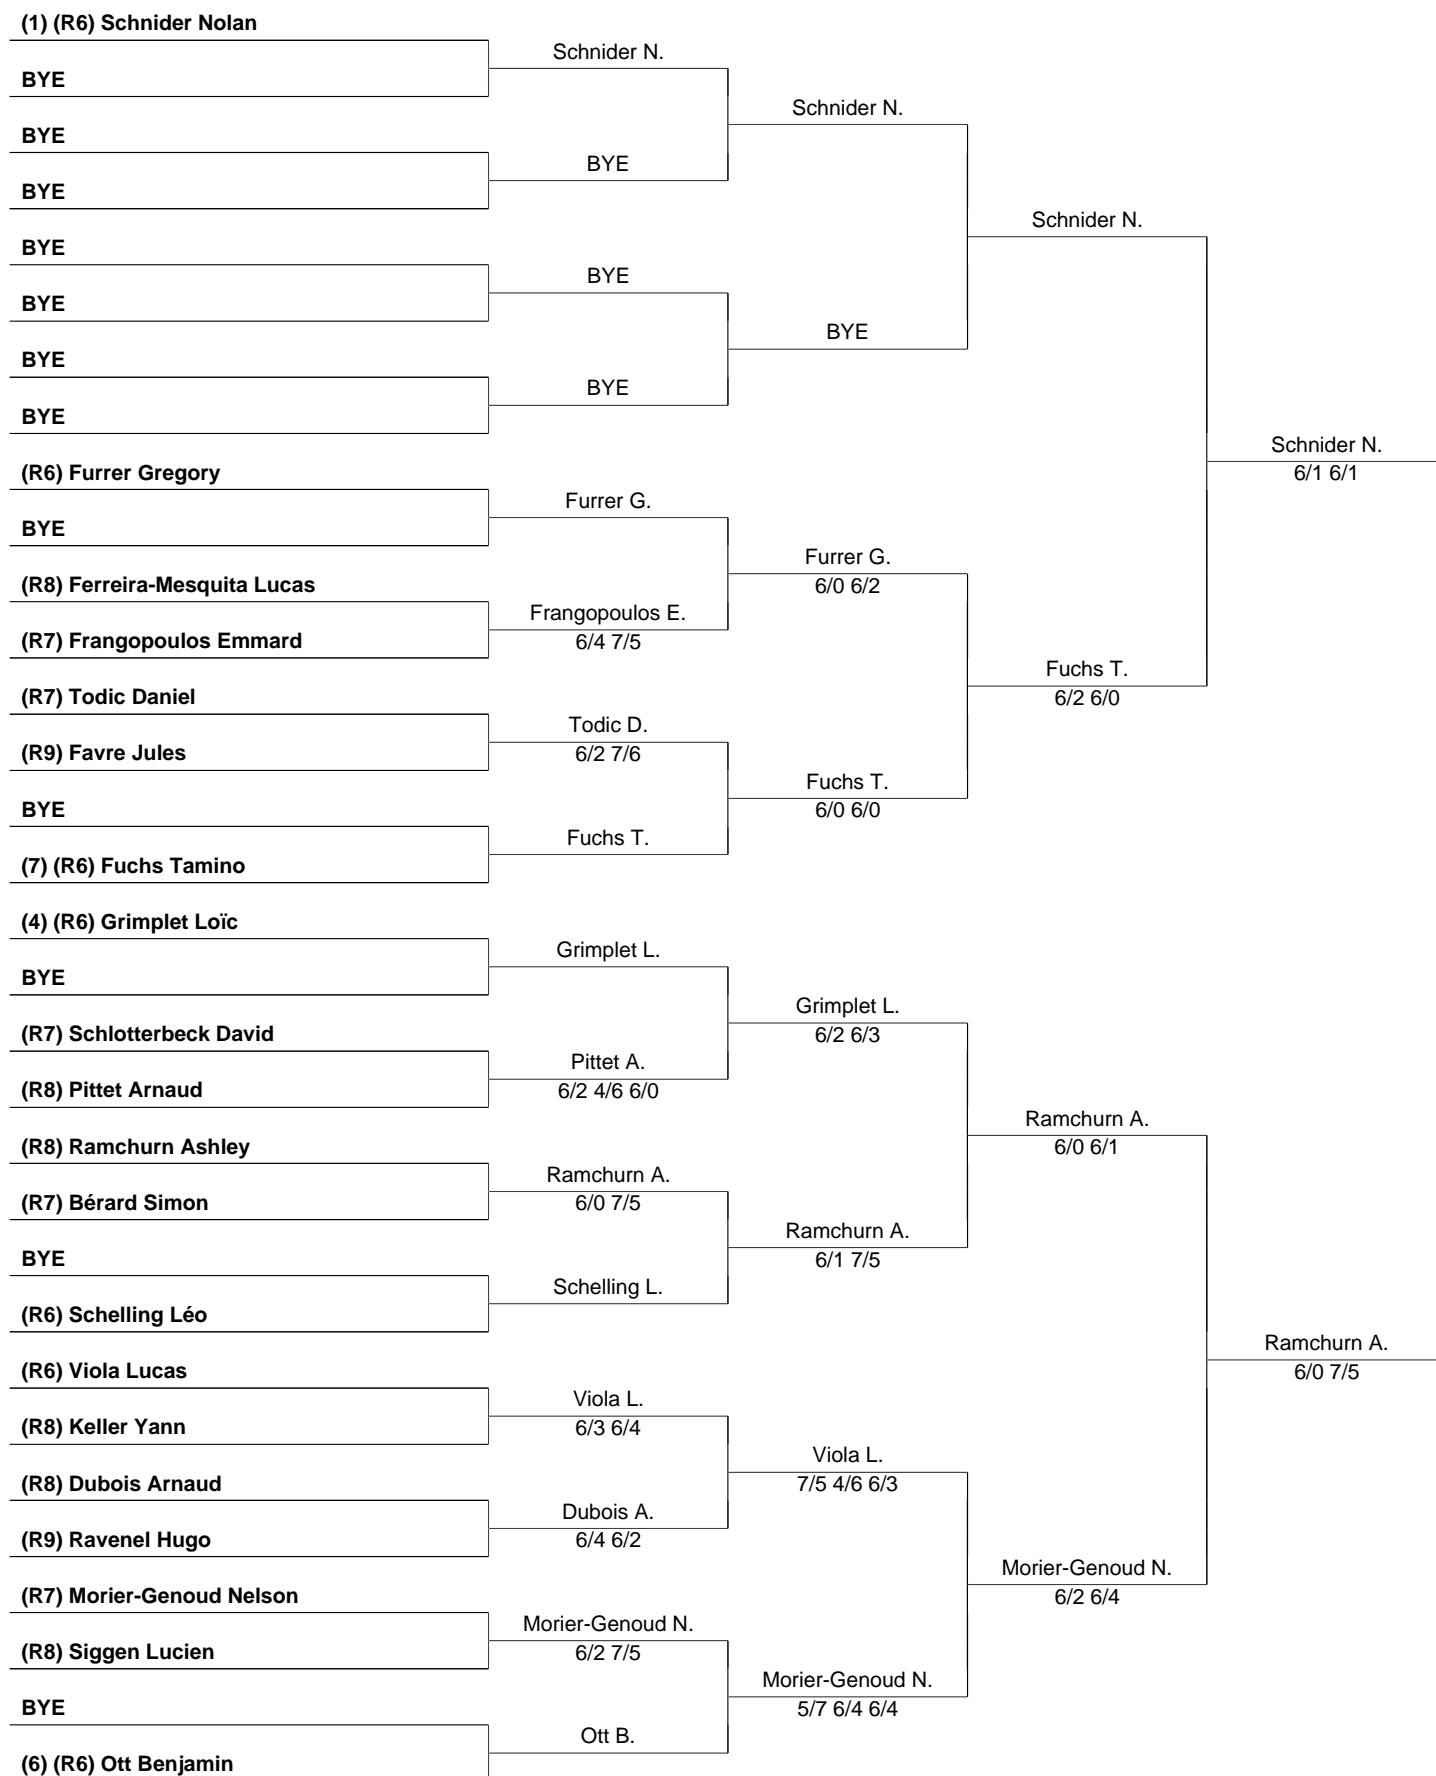 (1) (R6) Schnider Nolan
Schnider N.
BYE
Schnider N.
BYE
BYE
BYE
Schnider N.
BYE
BYE
BYE
BYE
BYE
BYE
BYE
Schnider N.
6/1 6/1
(R6) Furrer Gregory
Furrer G.
BYE
Furrer G.
6/0 6/2
(R8) Ferreira-Mesquita Lucas
Frangopoulos E.
6/4 7/5
(R7) Frangopoulos Emmard
Fuchs T.
6/2 6/0
(R7) Todic Daniel
Todic D.
6/2 7/6
(R9) Favre Jules
Fuchs T.
6/0 6/0
BYE
Fuchs T.
(7) (R6) Fuchs Tamino
(4) (R6) Grimplet Loïc
Grimplet L.
BYE
Grimplet L.
6/2 6/3
(R7) Schlotterbeck David
Pittet A.
6/2 4/6 6/0
(R8) Pittet Arnaud
Ramchurn A.
6/0 6/1
(R8) Ramchurn Ashley
Ramchurn A.
6/0 7/5
(R7) Bérard Simon
Ramchurn A.
6/1 7/5
BYE
Schelling L.
(R6) Schelling Léo
Ramchurn A.
6/0 7/5
(R6) Viola Lucas
Viola L.
6/3 6/4
(R8) Keller Yann
Viola L.
7/5 4/6 6/3
(R8) Dubois Arnaud
Dubois A.
6/4 6/2
(R9) Ravenel Hugo
Morier-Genoud N.
6/2 6/4
(R7) Morier-Genoud Nelson
Morier-Genoud N.
6/2 7/5
(R8) Siggen Lucien
Morier-Genoud N.
5/7 6/4 6/4
BYE
Ott B.
(6) (R6) Ott Benjamin